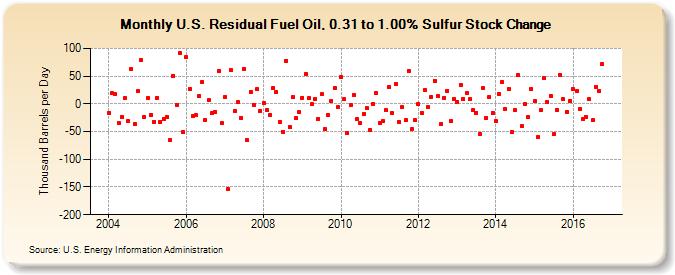 Monthly U.S. Residual Fuel Oil, 0.31 to 1.00% Sulfur Stock Change
Thousand Barrels per Day
100
50
0
-50
-100
-150
-200
2004 2006 2008 2010 2012 2014 2016
Source: U.S. Energy Information Administration